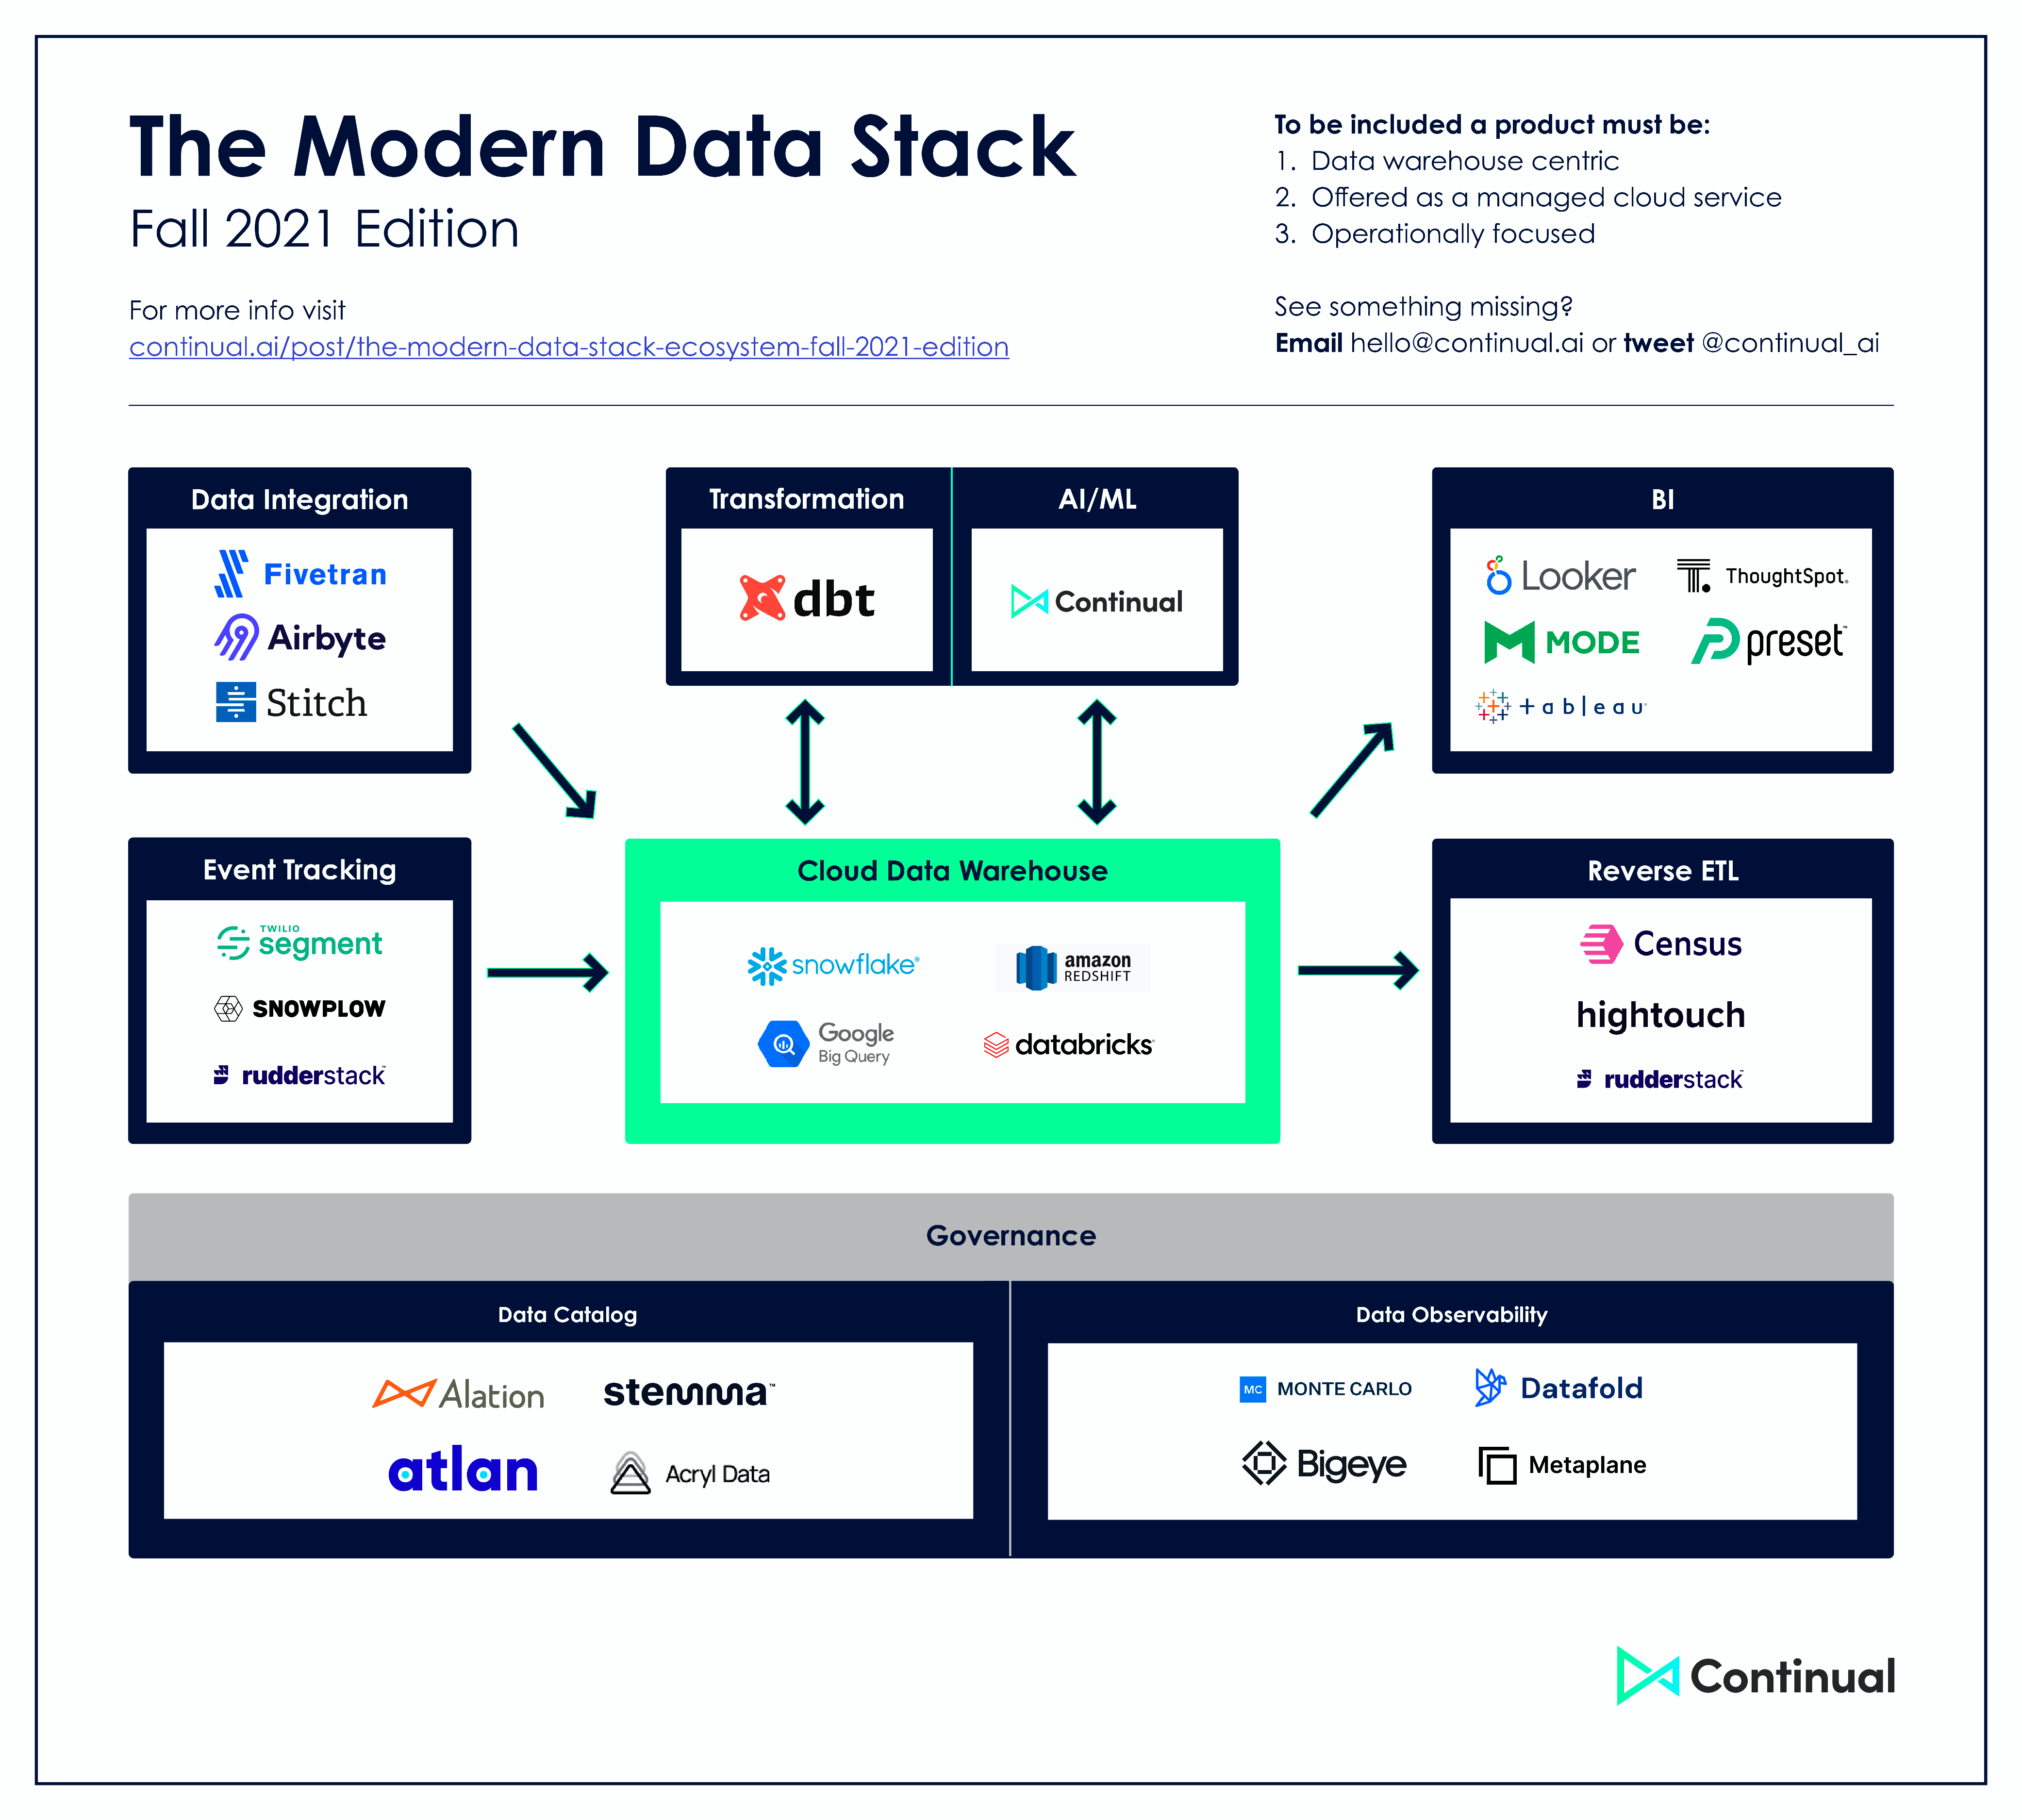 The Modern Data Stack
Fall 2021 Edition
For more info visit
continual.ai/post/the-modern-data-stack-ecosystem-fall-2021-edition
To be included a product must be:
1. Data warehouse centric
2. Offered as a managed cloud service
3. Operationally focused
See something missing?
Email hello@continual.ai or tweet @continual_ai
Data Integration
Fivetran
Airbyte
Stitch
Transformation
dbt
AI/ML
Continual
BI
Looker
ThoughtSpot®
MODE
preset™
+ableau®
Event Tracking
TWILIO
segment
SNOWPLOW
rudderstack™
Cloud Data Warehouse
snowflake®
amazon
REDSHIFT
Google
Big Query
databricks
Reverse ETL
Census
hightouch
rudderstack™
Governance
Data Catalog
Alation
stemma™
atlan
Acryl Data
Data Observability
MC MONTE CARLO
Datafold
Bigeye
Metaplane
Continual